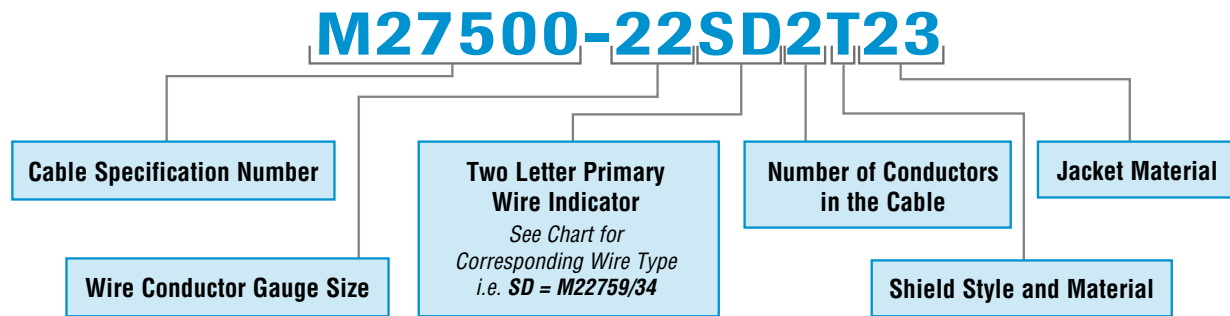 M27500-22SD2T23
Cable Specification Number
Wire Conductor Gauge Size
Two Letter Primary
Wire Indicator
See Chart for
Corresponding Wire Type
i.e. SD = M22759/34
Number of Conductors
in the Cable
Shield Style and Material
Jacket Material